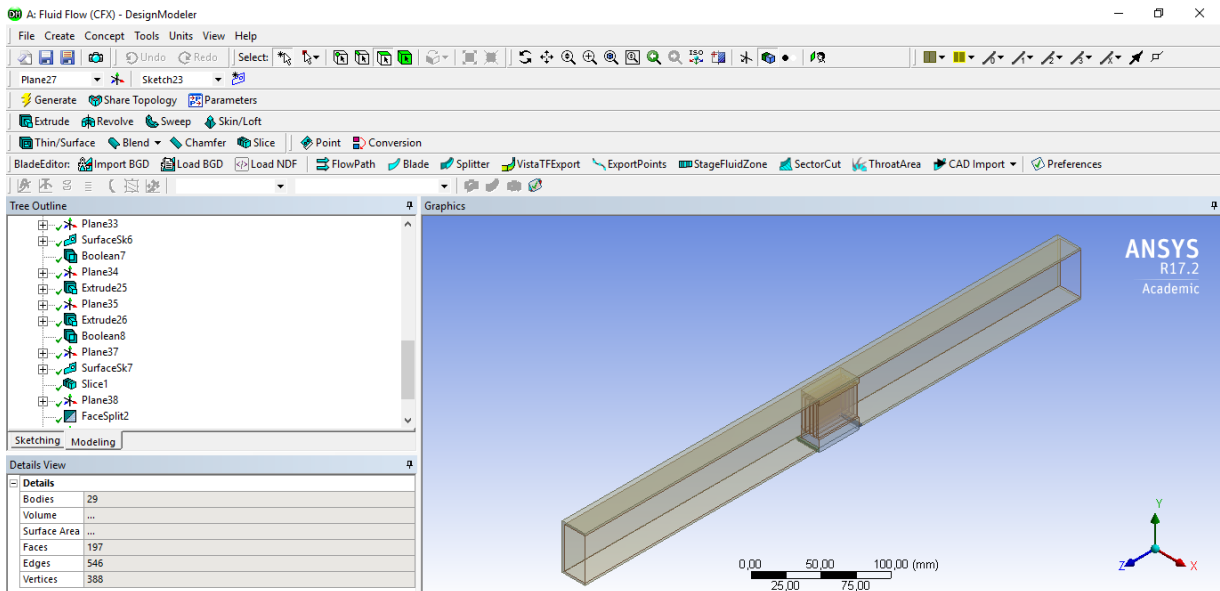 A: Fluid Flow (CFX) - DesignModeler
File Create Concept Tools Units View Help
Undo Redo Select: ISO
Plane27 Sketch23
Generate Share Topology Parameters
Extrude Revolve Sweep Skin/Loft
Thin/Surface Blend Chamfer Slice Point Conversion
BladeEditor: Import BGD Load BGD Load NDF FlowPath Blade Splitter VistaTFExport ExportPoints StageFluidZone SectorCut ThroatArea CAD Import Preferences
Tree Outline
Plane33
SurfaceSk6
Boolean7
Plane34
Extrude25
Plane35
Extrude26
Boolean8
Plane37
SurfaceSk7
Slice1
Plane38
FaceSplit2
Sketching Modeling
Details View
Details
Bodies 29
Volume ...
Surface Area ...
Faces 197
Edges 546
Vertices 388
Graphics
ANSYS
R17.2
Academic
0,00 50,00 100,00 (mm)
25,00 75,00
Y
Z X